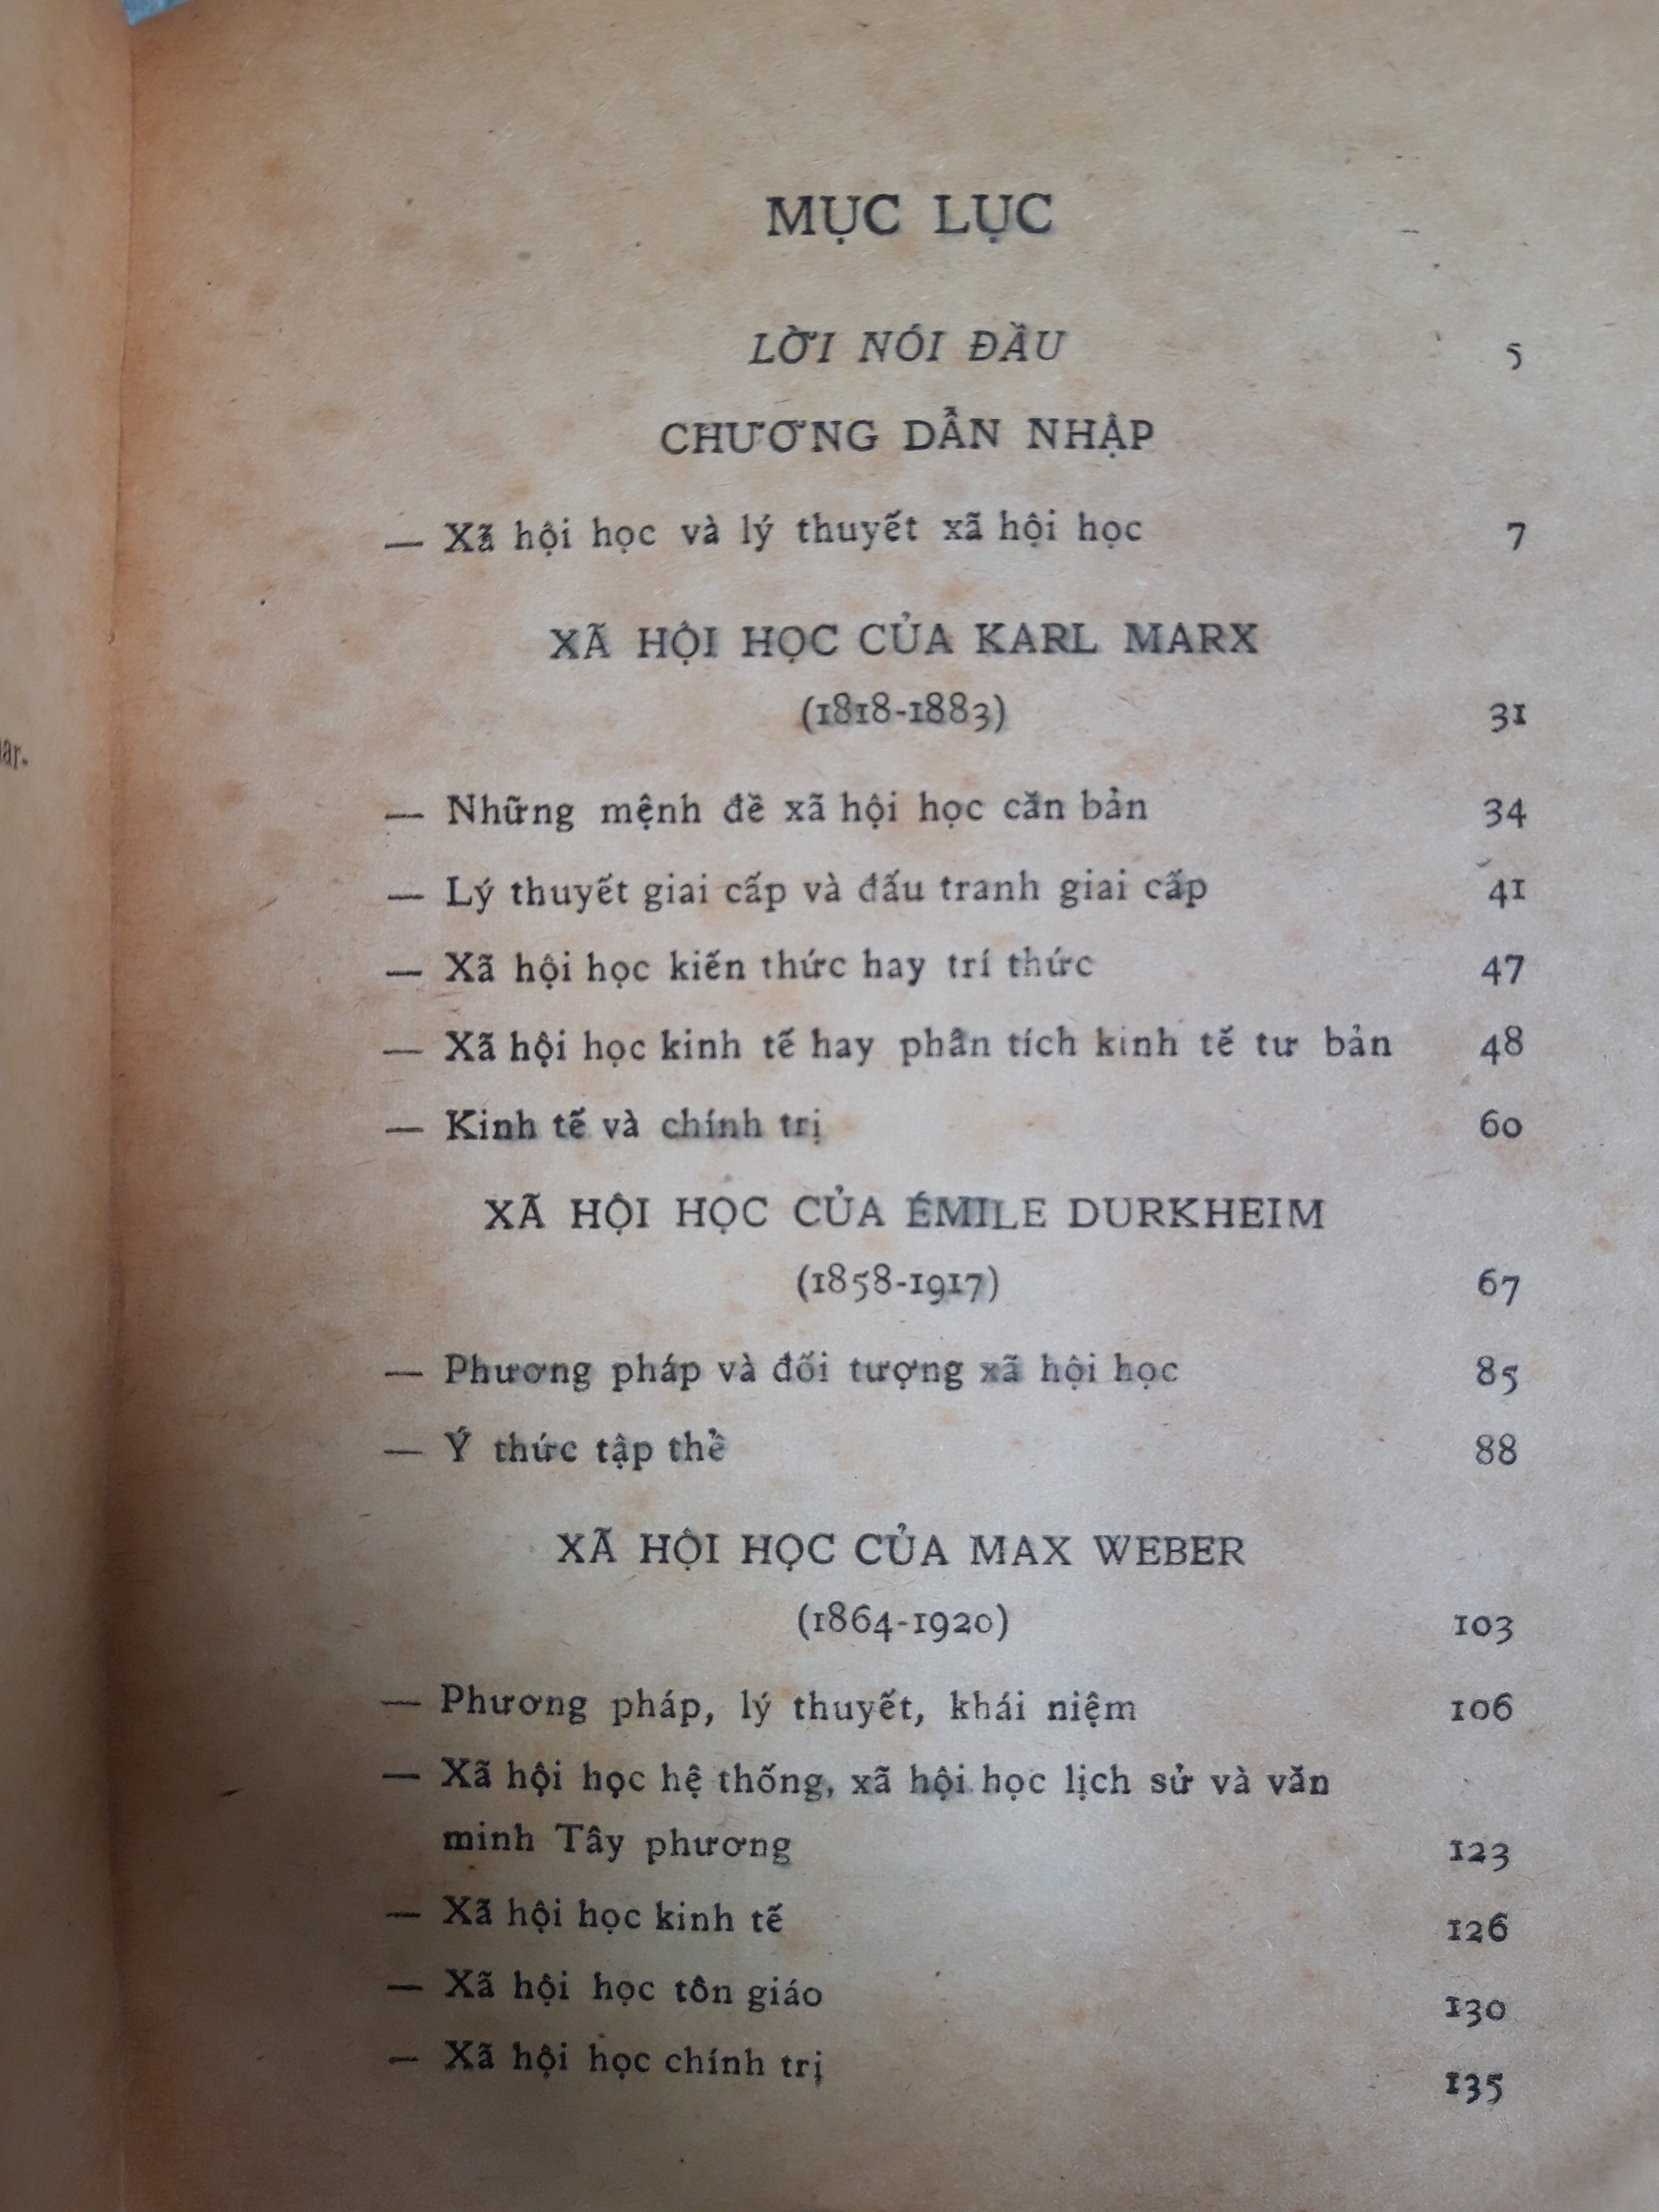 MỤC LỤC
LỜI NÓI ĐẦU 5
CHƯƠNG DẪN NHẬP
— Xã hội học và lý thuyết xã hội học 7
XÃ HỘI HỌC CỦA KARL MARX
(1818-1883) 31
— Những mệnh đề xã hội học căn bản 34
— Lý thuyết giai cấp và đấu tranh giai cấp 41
— Xã hội học kiến thức hay trí thức 47
— Xã hội học kinh tế hay phân tích kinh tế tư bản 48
— Kinh tế và chính trị 60
XÃ HỘI HỌC CỦA ÉMILE DURKHEIM
(1858-1917) 67
— Phương pháp và đối tượng xã hội học 85
— Ý thức tập thể 88
XÃ HỘI HỌC CỦA MAX WEBER
(1864-1920) 103
— Phương pháp, lý thuyết, khái niệm 106
— Xã hội học hệ thống, xã hội học lịch sử và văn
minh Tây phương 123
— Xã hội học kinh tế 126
— Xã hội học tôn giáo 130
— Xã hội học chính trị 135